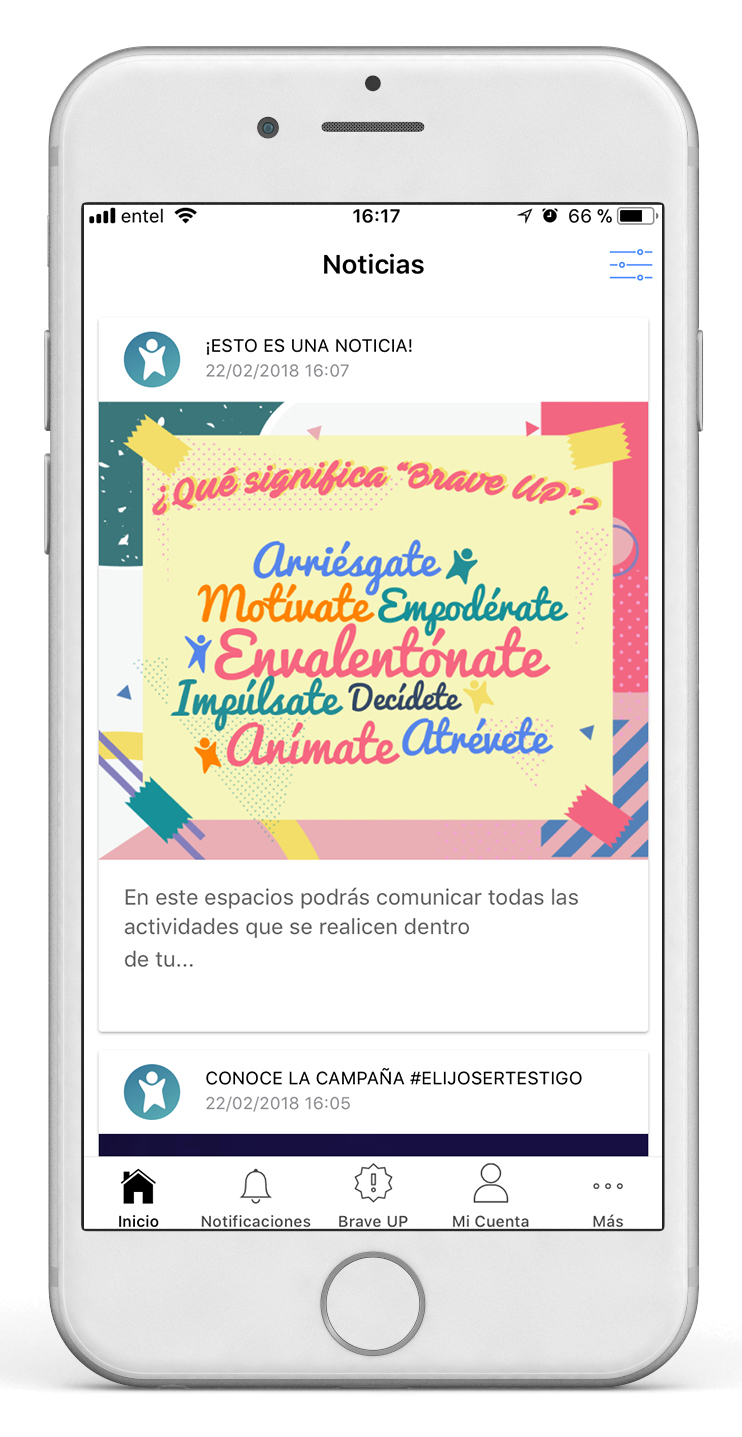 entel 16:17 66 %
Noticias
¡ESTO ES UNA NOTICIA!
22/02/2018 16:07
¿Qué significa “Brave UP”?
Arriésgate
Motívate Empodérate
Envalentónate
Impúlsate Decídete
Anímate Atrévete
En este espacios podrás comunicar todas las
actividades que se realicen dentro
de tu...
CONOCE LA CAMPAÑA #ELIJOSERTESTIGO
22/02/2018 16:05
Inicio Notificaciones Brave UP Mi Cuenta Más